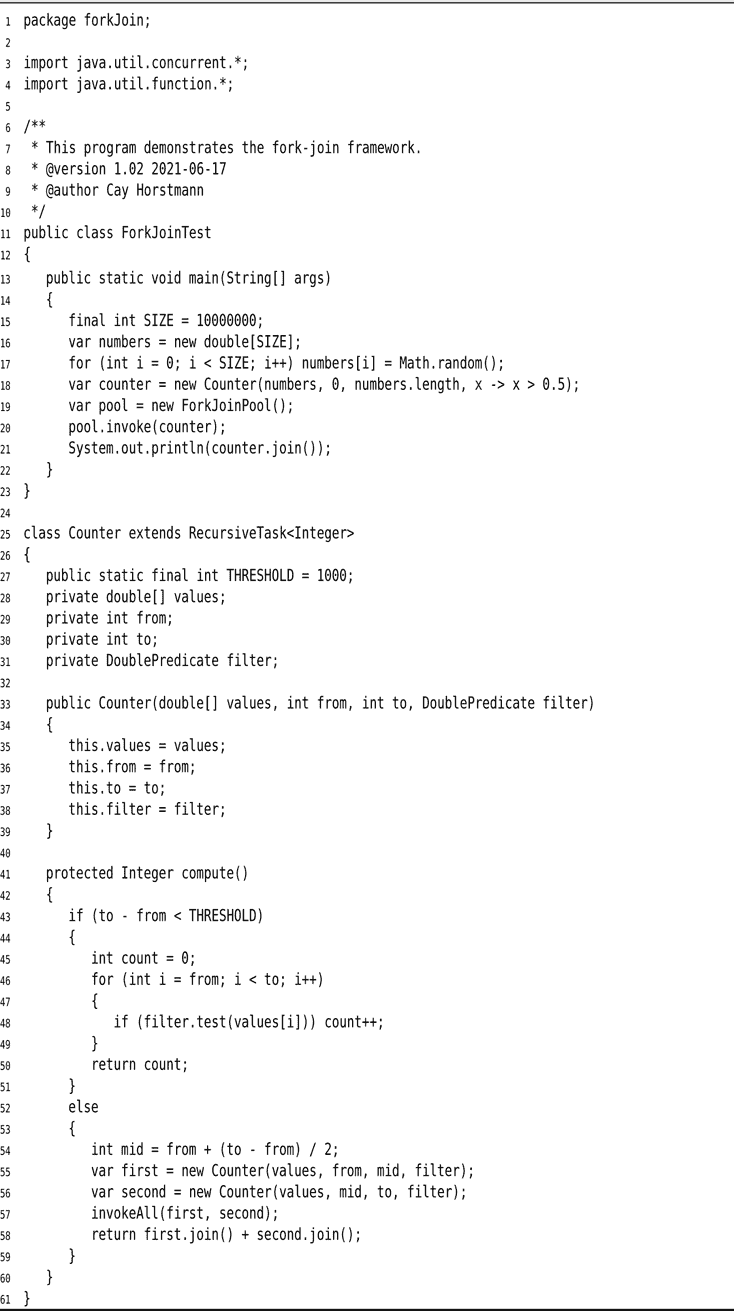 1 package forkJoin;
2
3 import java.util.concurrent.*;
4 import java.util.function.*;
5
6 /**
7  * This program demonstrates the fork-join framework.
8  * @version 1.02 2021-06-17
9  * @author Cay Horstmann
10  */
11 public class ForkJoinTest
12 {
13    public static void main(String[] args)
14    {
15       final int SIZE = 10000000;
16       var numbers = new double[SIZE];
17       for (int i = 0; i < SIZE; i++) numbers[i] = Math.random();
18       var counter = new Counter(numbers, 0, numbers.length, x -> x > 0.5);
19       var pool = new ForkJoinPool();
20       pool.invoke(counter);
21       System.out.println(counter.join());
22    }
23 }
24
25 class Counter extends RecursiveTask<Integer>
26 {
27    public static final int THRESHOLD = 1000;
28    private double[] values;
29    private int from;
30    private int to;
31    private DoublePredicate filter;
32
33    public Counter(double[] values, int from, int to, DoublePredicate filter)
34    {
35       this.values = values;
36       this.from = from;
37       this.to = to;
38       this.filter = filter;
39    }
40
41    protected Integer compute()
42    {
43       if (to - from < THRESHOLD)
44       {
45          int count = 0;
46          for (int i = from; i < to; i++)
47          {
48             if (filter.test(values[i])) count++;
49          }
50          return count;
51       }
52       else
53       {
54          int mid = from + (to - from) / 2;
55          var first = new Counter(values, from, mid, filter);
56          var second = new Counter(values, mid, to, filter);
57          invokeAll(first, second);
58          return first.join() + second.join();
59       }
60    }
61 }